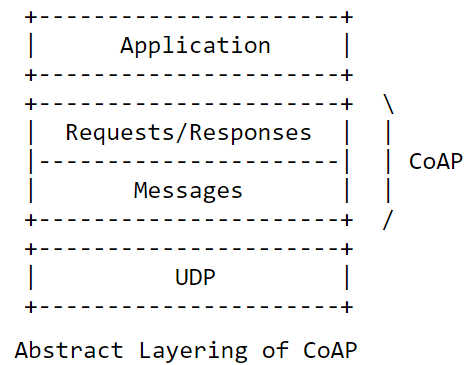 Application
Requests/Responses
CoAP
Messages
UDP
Abstract Layering of CoAP